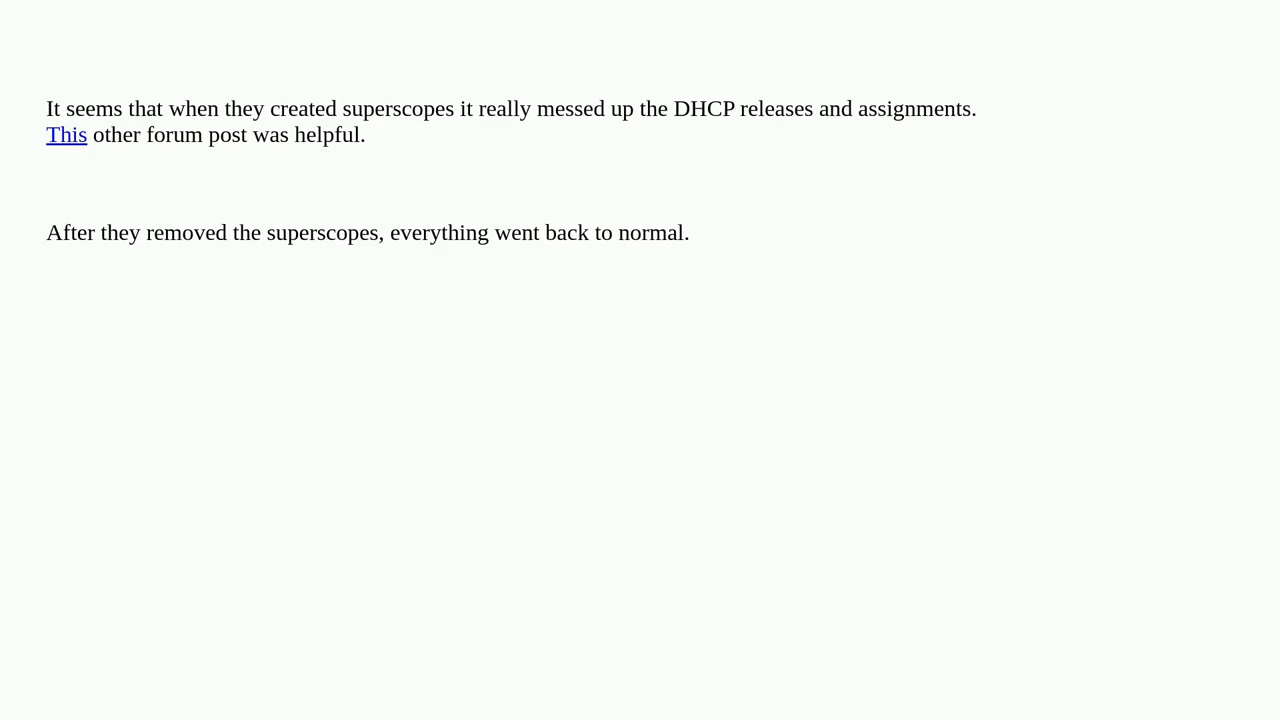 It seems that when they created superscopes it really messed up the DHCP releases and assignments.
This other forum post was helpful.
After they removed the superscopes, everything went back to normal.